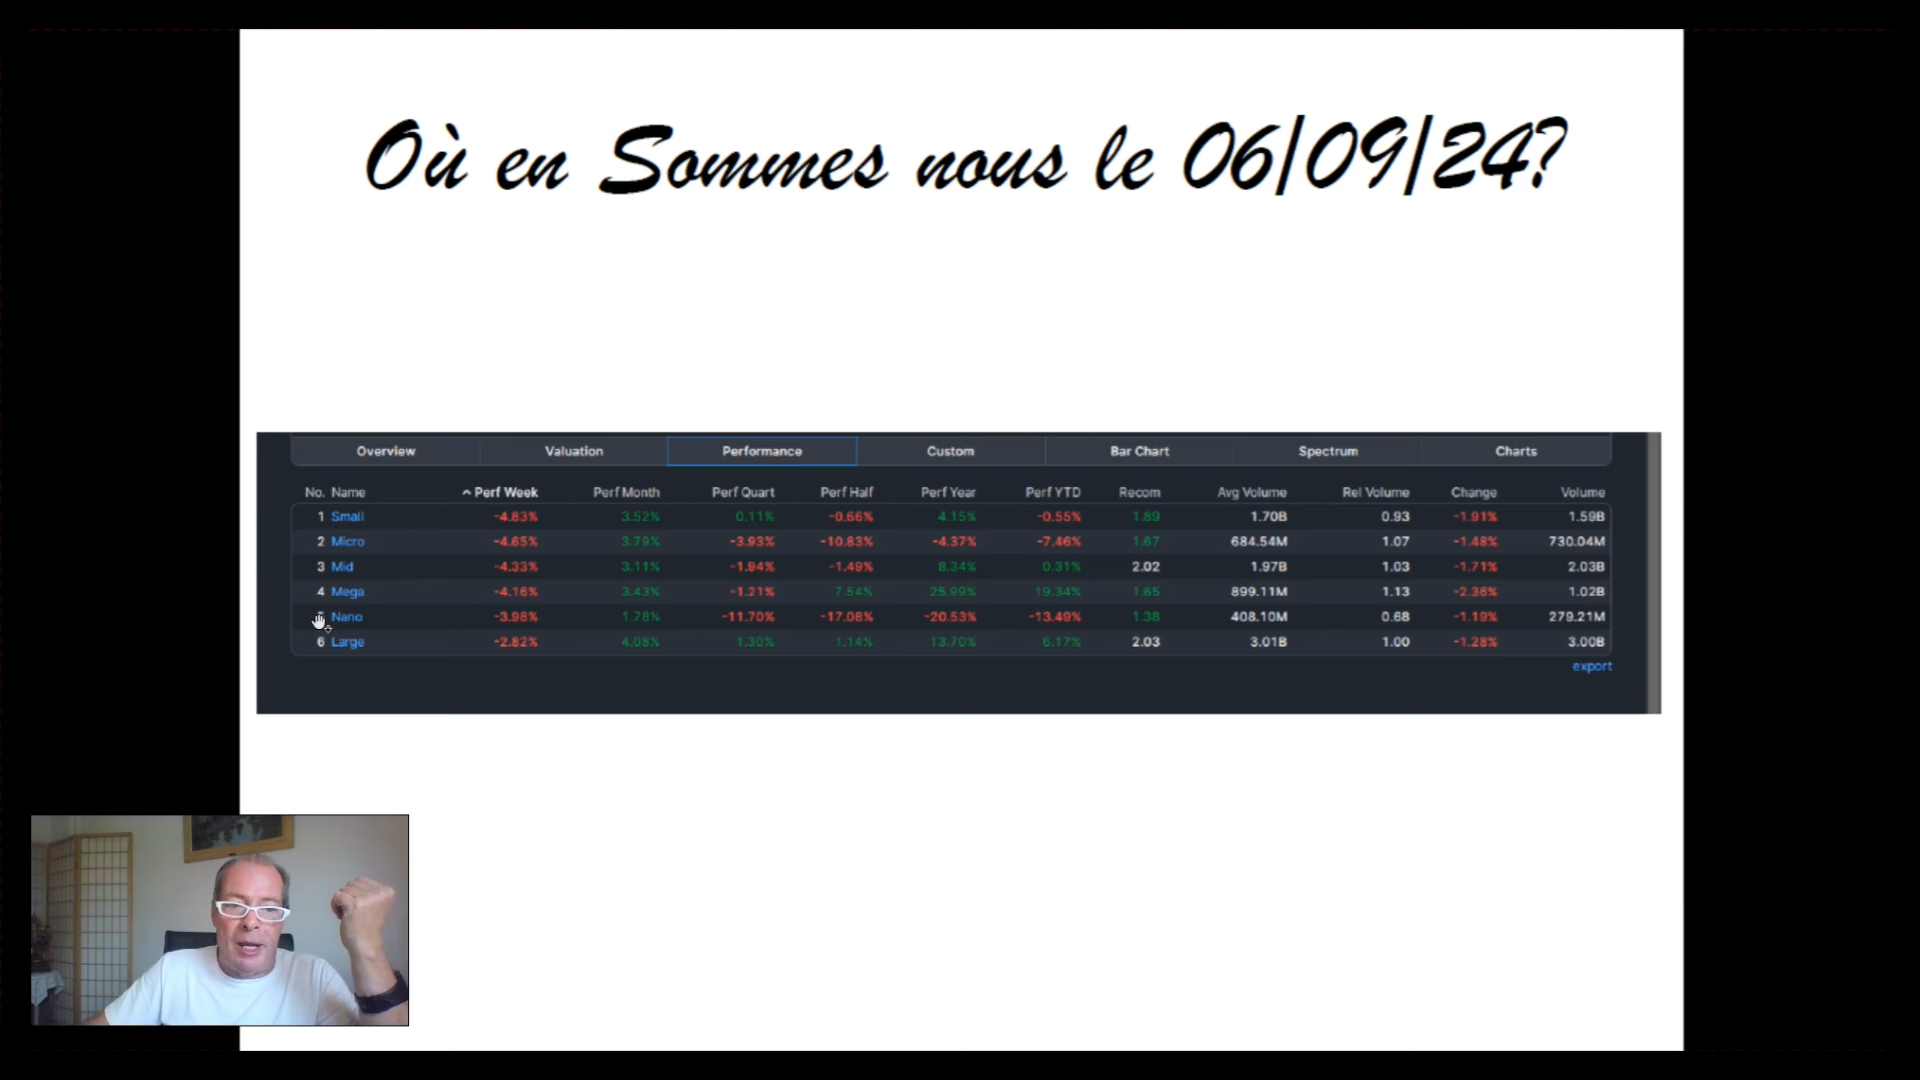 Où en Sommes nous le 06/09/24?
Overview Valuation Performance Custom Bar Chart Spectrum Charts
No. Name Perf Week Perf Month Perf Quart Perf Half Perf Year Perf YTD Recom Avg Volume Rel Volume Change Volume
1 Small -4.83% 3.52% 0.11% -0.66% 4.15% -0.55% 1.89 1.70B 0.93 -1.91% 1.59B
2 Micro -4.65% 3.79% -3.93% -10.83% -4.37% -7.46% 1.67 684.54M 1.07 -1.48% 730.04M
3 Mid -4.33% 3.11% -1.94% -1.49% 8.34% 0.31% 2.02 1.97B 1.03 -1.71% 2.03B
4 Mega -4.16% 3.43% -1.21% 7.54% 25.99% 19.34% 1.65 899.11M 1.13 -2.36% 1.02B
Nano -3.98% 1.78% -11.70% -17.08% -20.53% -13.49% 1.38 408.10M 0.68 -1.19% 279.21M
6 Large -2.82% 4.08% 1.30% 1.14% 13.70% 6.17% 2.03 3.01B 1.00 -1.28% 3.00B
export